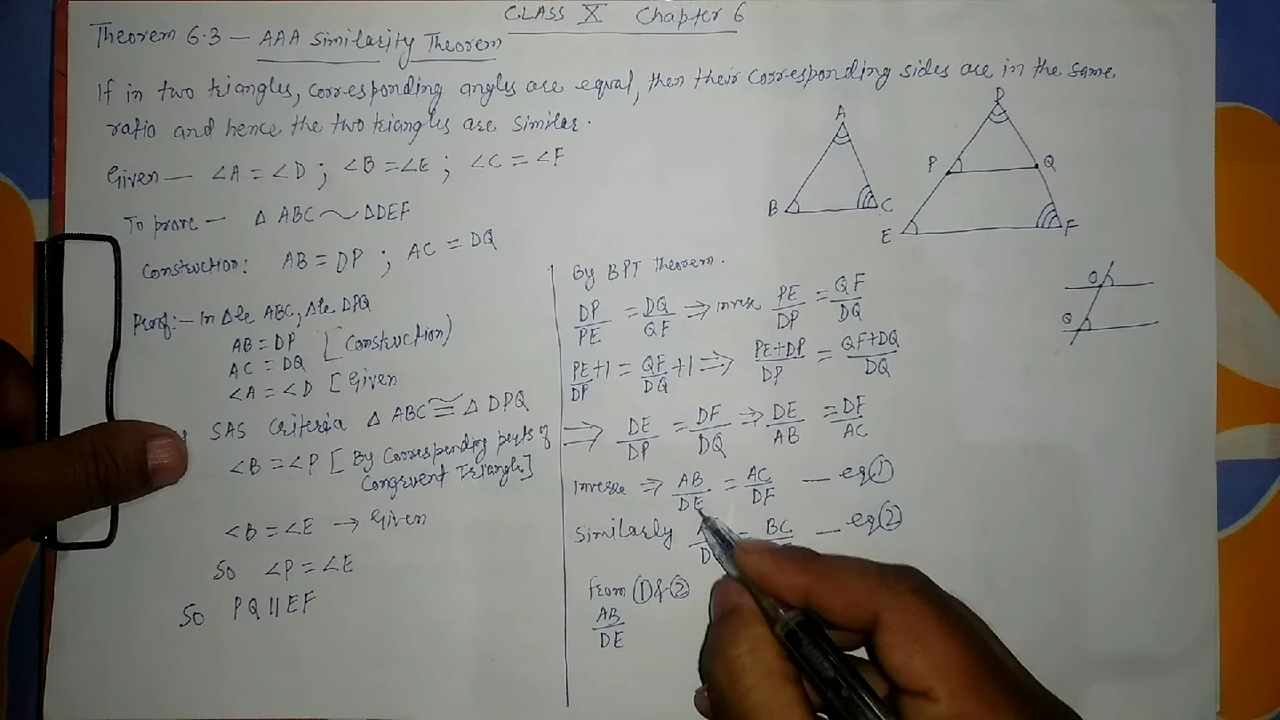 CLASS X Chapter 6
Theorem 6.3 — AAA Similarity Theorem
If in two triangles, corresponding angles are equal, then their corresponding sides are in the same
ratio and hence the two triangles are similar.
Given — ∠A = ∠D ; ∠B = ∠E ; ∠C = ∠F
To prove — Δ ABC ~ ΔDEF
Construction: AB = DP ; AC = DQ
Proof:- In Δle ABC, Δle DPQ
AB = DP [Construction)
AC = DQ
∠A = ∠D [Given
SAS Criteria Δ ABC ≅ Δ DPQ
∠B = ∠P [By Corresponding parts of
Congruent Triangle]
∠B = ∠E → Given
So ∠P = ∠E
So PQ || EF
By BPT theorem.
DP/PE = DQ/QF ⇒ inverse PE/DP = QF/DQ
PE/DP + 1 = QF/DQ + 1 ⇒ PE+DP/DP = QF+DQ/DQ
⇒ DE/DP = DF/DQ ⇒ DE/AB = DF/AC
Inverse ⇒ AB/DE = AC/DF — eq(1)
Similarly = BC — eq(2)
From (1) & (2)
AB/DE
A
B
C
D
P
Q
E
F
O
Q